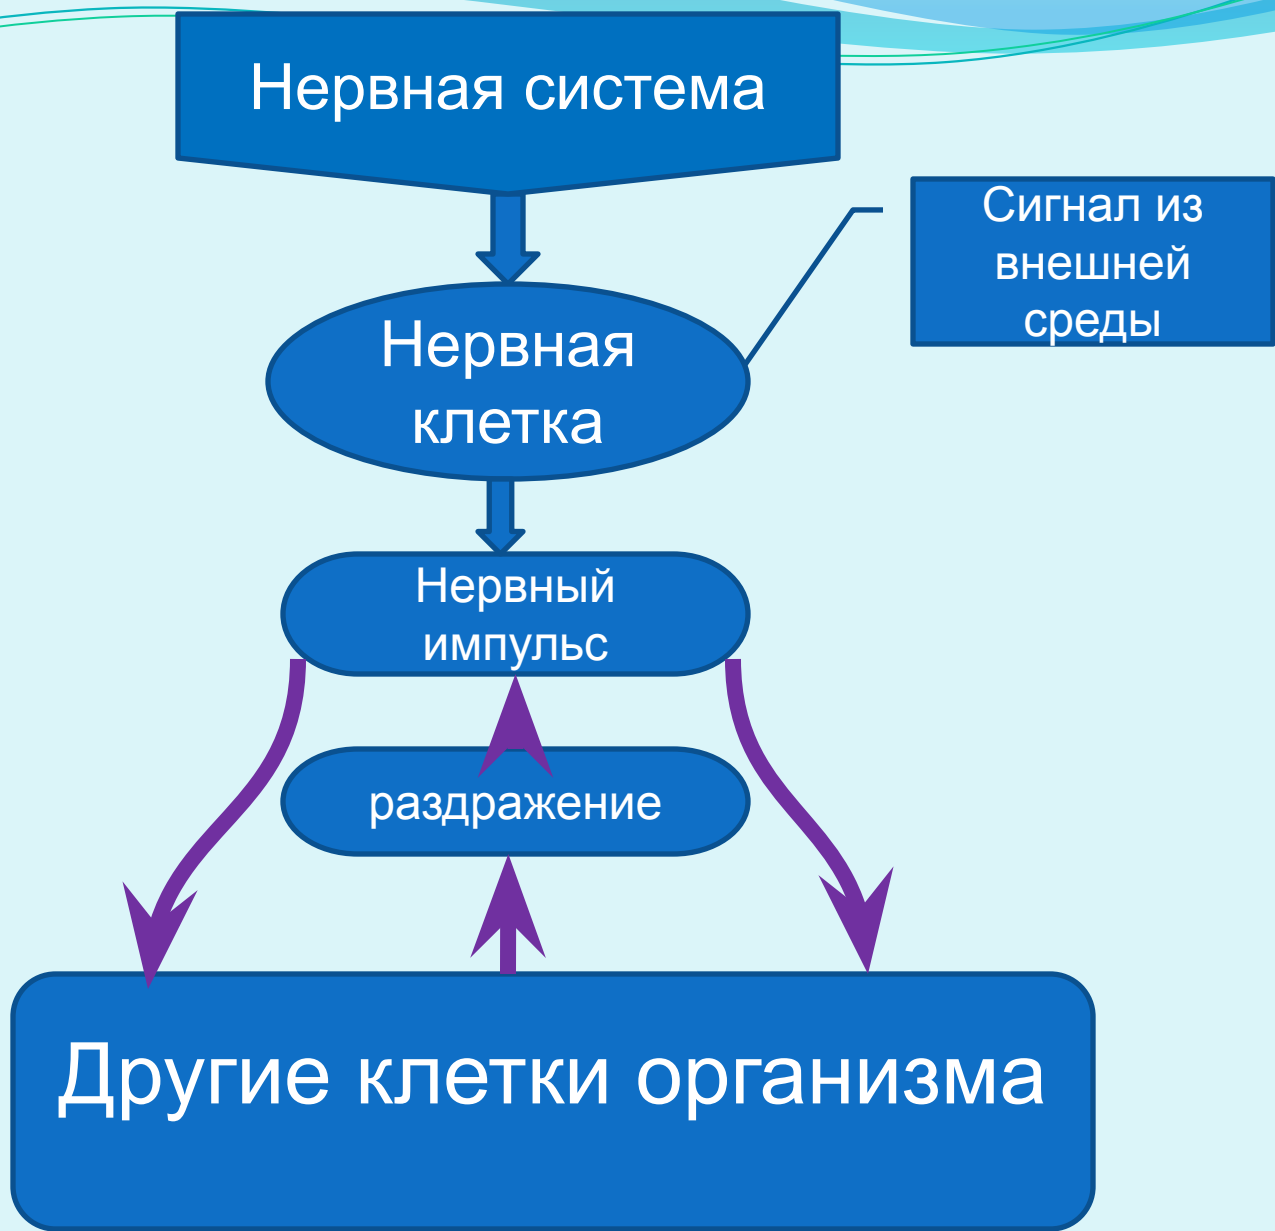 Нервная система
Сигнал из
внешней
среды
Нервная
клетка
Нервный
импульс
раздражение
Другие клетки организма